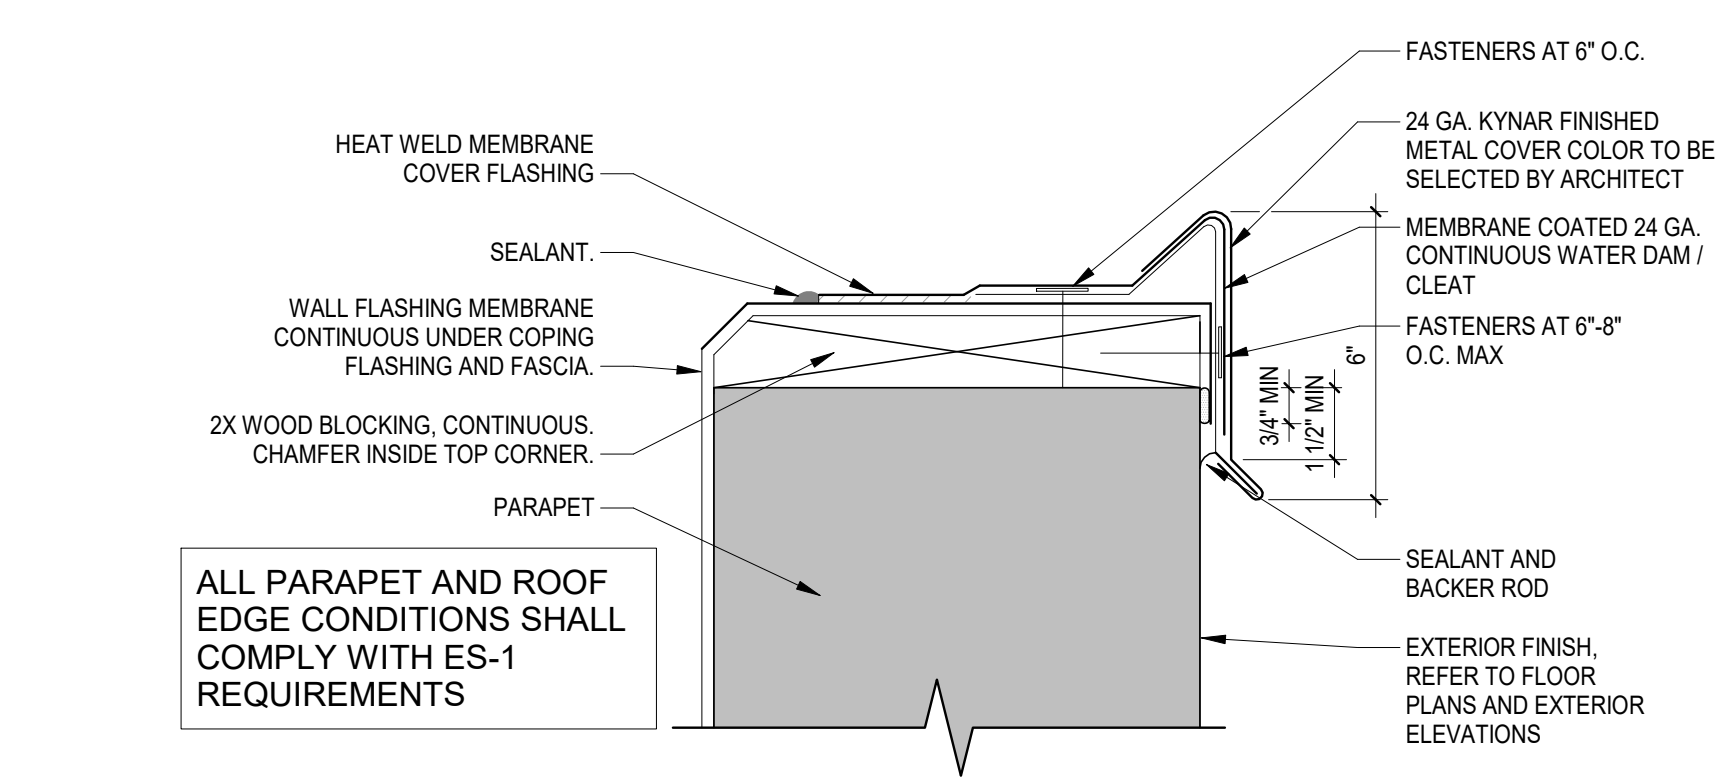 HEAT WELD MEMBRANE
COVER FLASHING
SEALANT.
WALL FLASHING MEMBRANE
CONTINUOUS UNDER COPING
FLASHING AND FASCIA.
2X WOOD BLOCKING, CONTINUOUS.
CHAMFER INSIDE TOP CORNER.
PARAPET
ALL PARAPET AND ROOF
EDGE CONDITIONS SHALL
COMPLY WITH ES-1
REQUIREMENTS
FASTENERS AT 6" O.C.
24 GA. KYNAR FINISHED
METAL COVER COLOR TO BE
SELECTED BY ARCHITECT
MEMBRANE COATED 24 GA.
CONTINUOUS WATER DAM /
CLEAT
FASTENERS AT 6"-8"
O.C. MAX
3/4" MIN
1 1/2" MIN
6"
SEALANT AND
BACKER ROD
EXTERIOR FINISH,
REFER TO FLOOR
PLANS AND EXTERIOR
ELEVATIONS